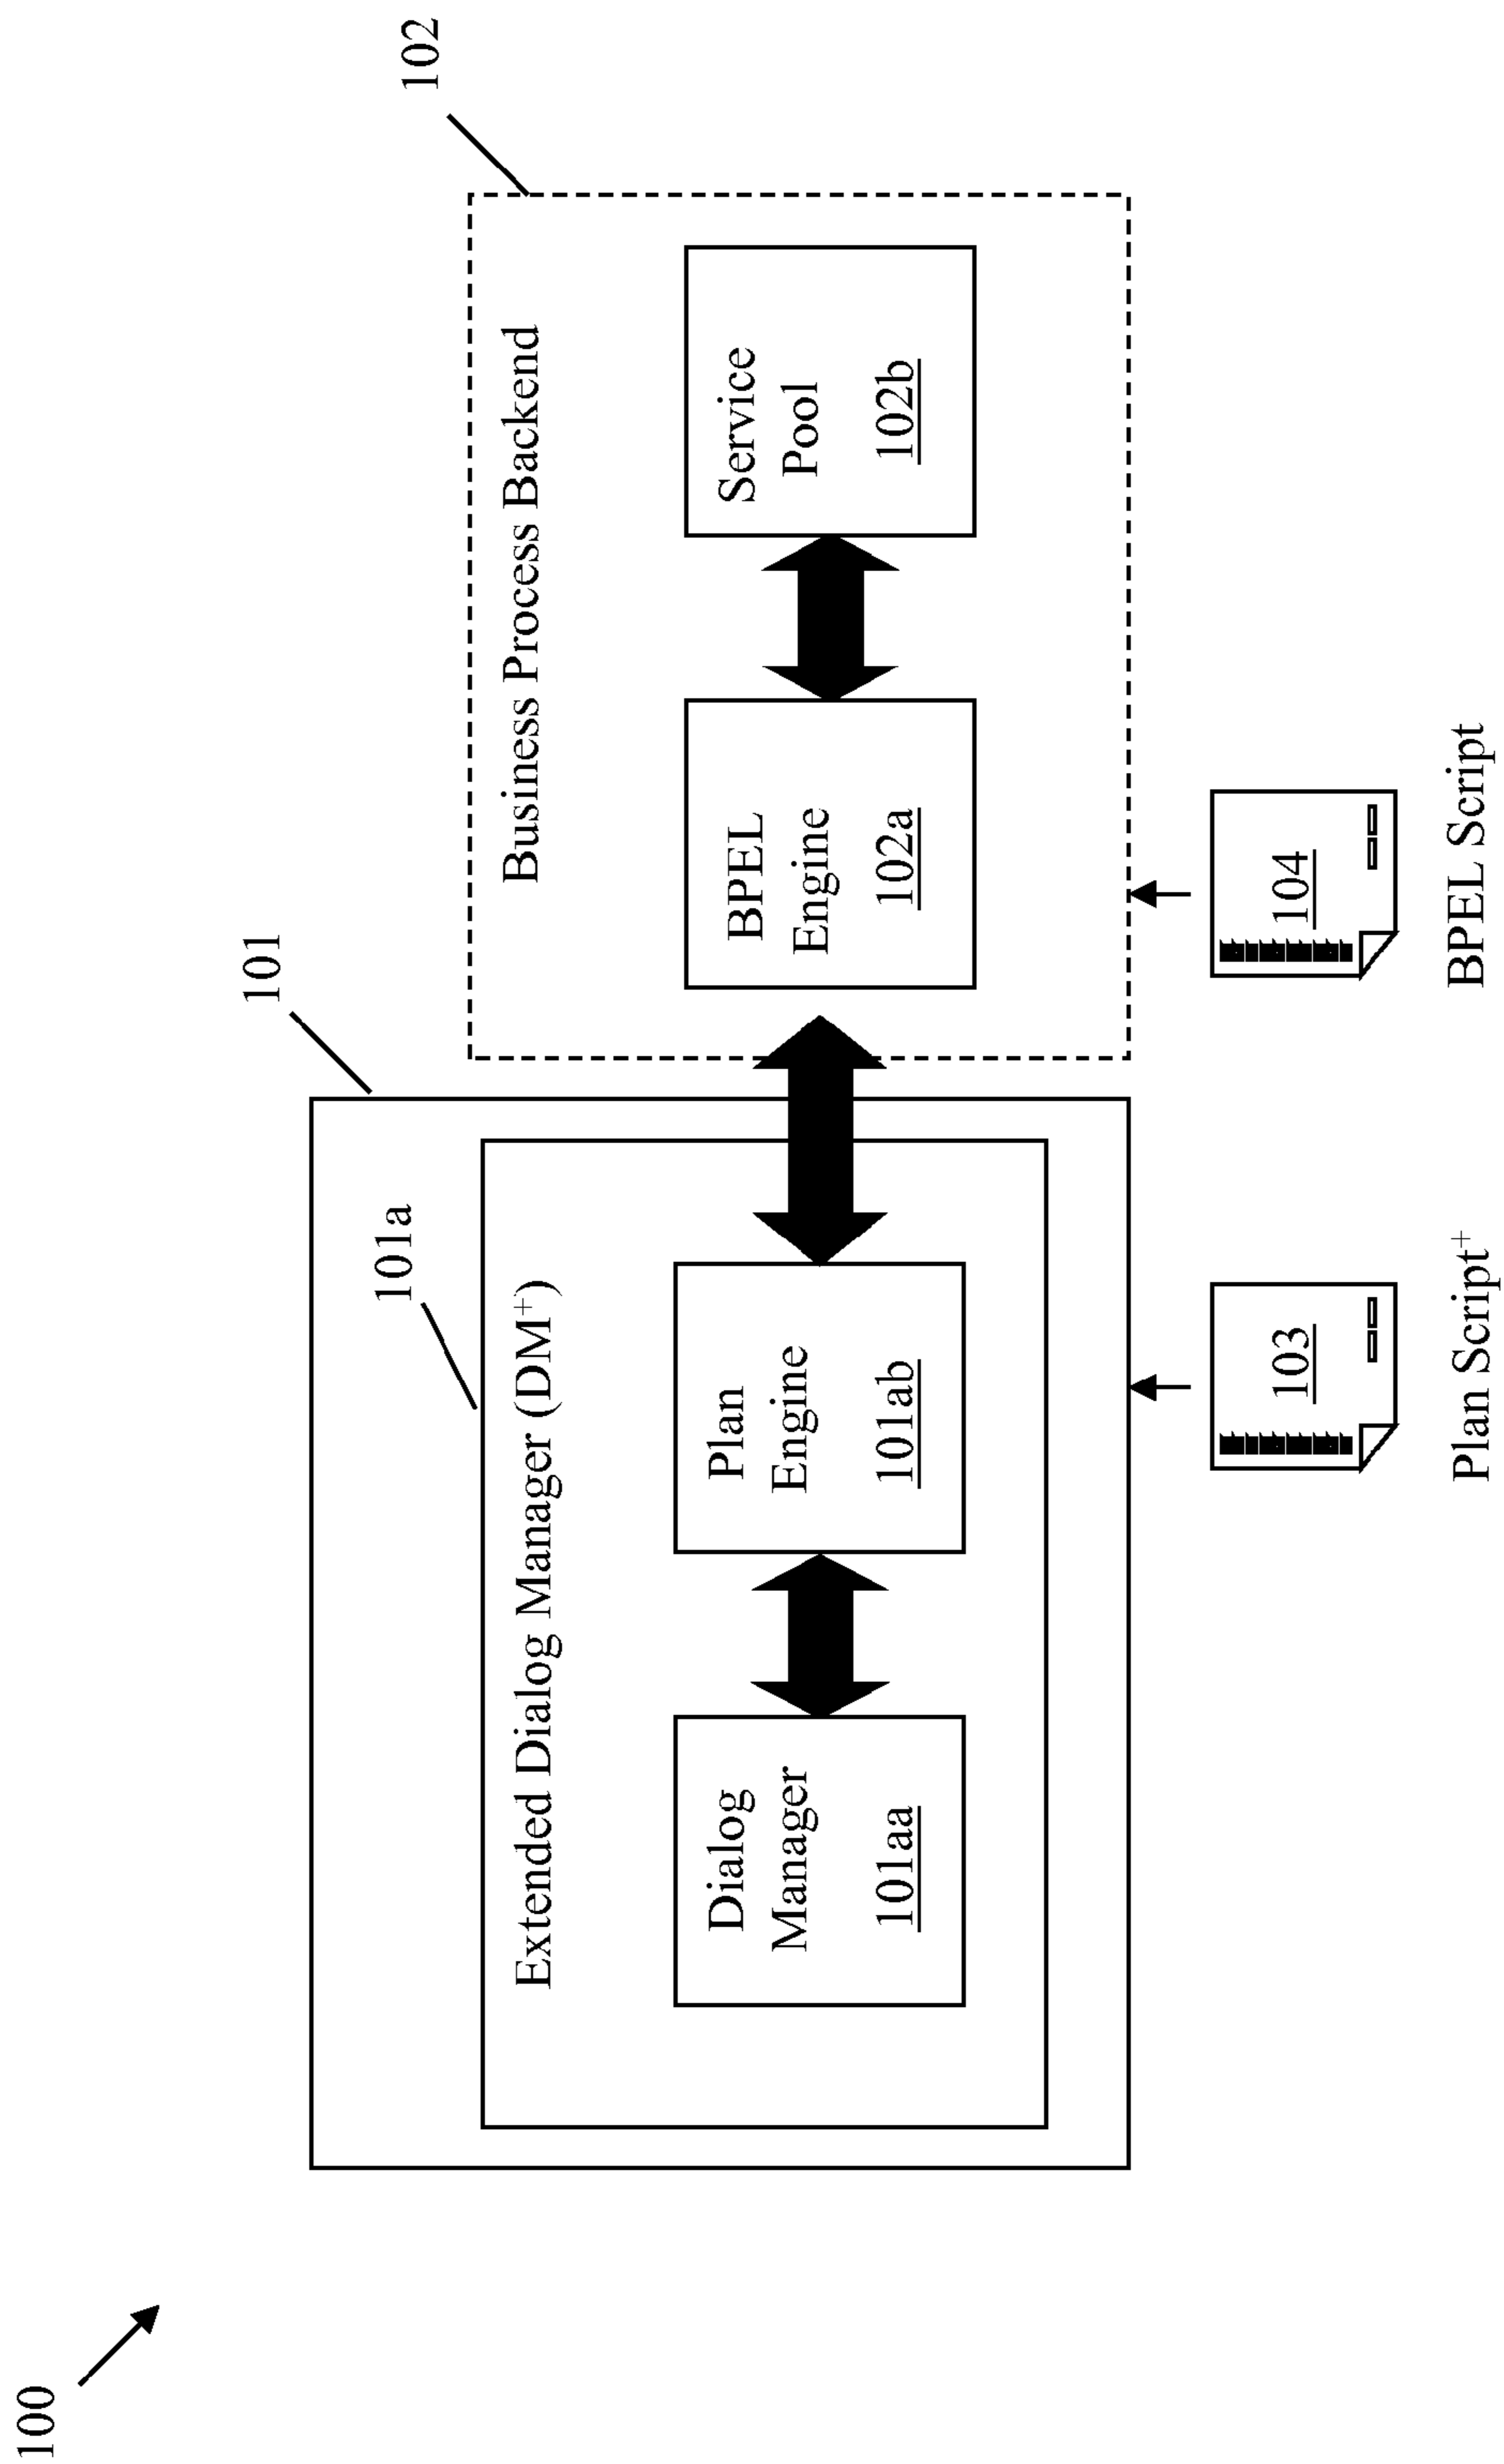 100
101
102
101a
Extended Dialog Manager (DM⁺)
Business Process Backend
Dialog
Manager
101aa
Plan
Engine
101ab
BPEL
Engine
102a
Service
Pool
102b
103
104
Plan Script⁺
BPEL Script